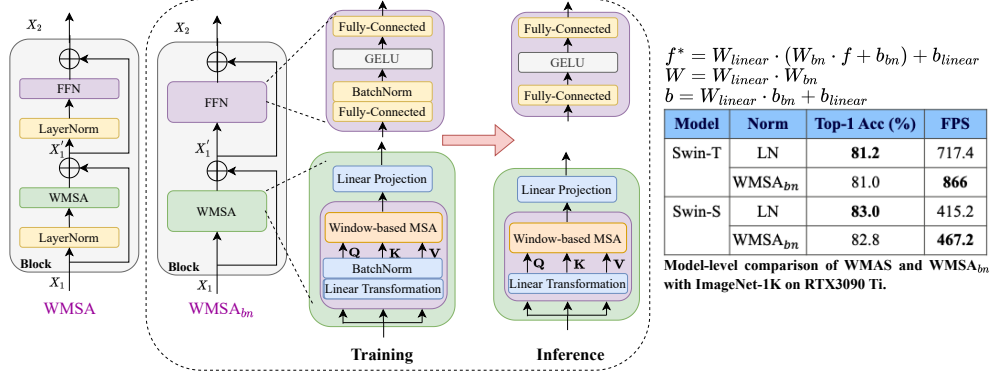 X2
FFN
LayerNorm
X1'
WMSA
LayerNorm
Block
X1
WMSA
X2
FFN
X1'
WMSA
Block
X1
WMSAbn
Fully-Connected
GELU
BatchNorm
Fully-Connected
Linear Projection
Window-based MSA
Q K V
BatchNorm
Linear Transformation
Training
Fully-Connected
GELU
Fully-Connected
Linear Projection
Window-based MSA
Q K V
Linear Transformation
Inference
f* = Wlinear · (Wbn · f + bbn) + blinear
W = Wlinear · Wbn
b = Wlinear · bbn + blinear
Model Norm Top-1 Acc (%) FPS
Swin-T LN 81.2 717.4
WMSAbn 81.0 866
Swin-S LN 83.0 415.2
WMSAbn 82.8 467.2
Model-level comparison of WMAS and WMSAbn
with ImageNet-1K on RTX3090 Ti.